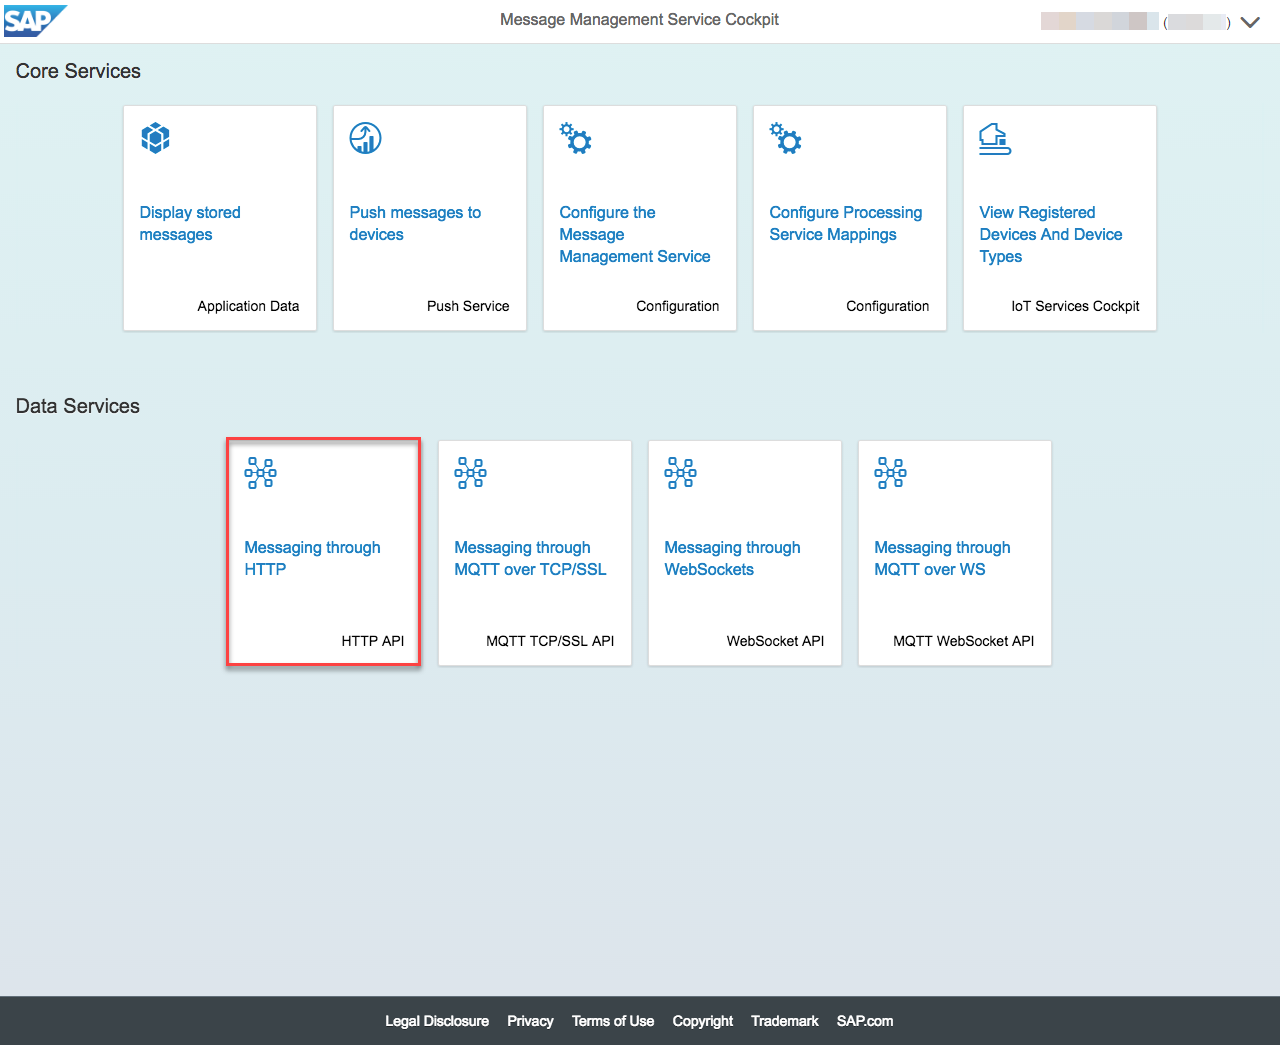 SAP
Message Management Service Cockpit
( )
Core Services
Display stored
messages
Application Data
Push messages to
devices
Push Service
Configure the
Message
Management Service
Configuration
Configure Processing
Service Mappings
Configuration
View Registered
Devices And Device
Types
IoT Services Cockpit
Data Services
Messaging through
HTTP
HTTP API
Messaging through
MQTT over TCP/SSL
MQTT TCP/SSL API
Messaging through
WebSockets
WebSocket API
Messaging through
MQTT over WS
MQTT WebSocket API
Legal Disclosure Privacy Terms of Use Copyright Trademark SAP.com